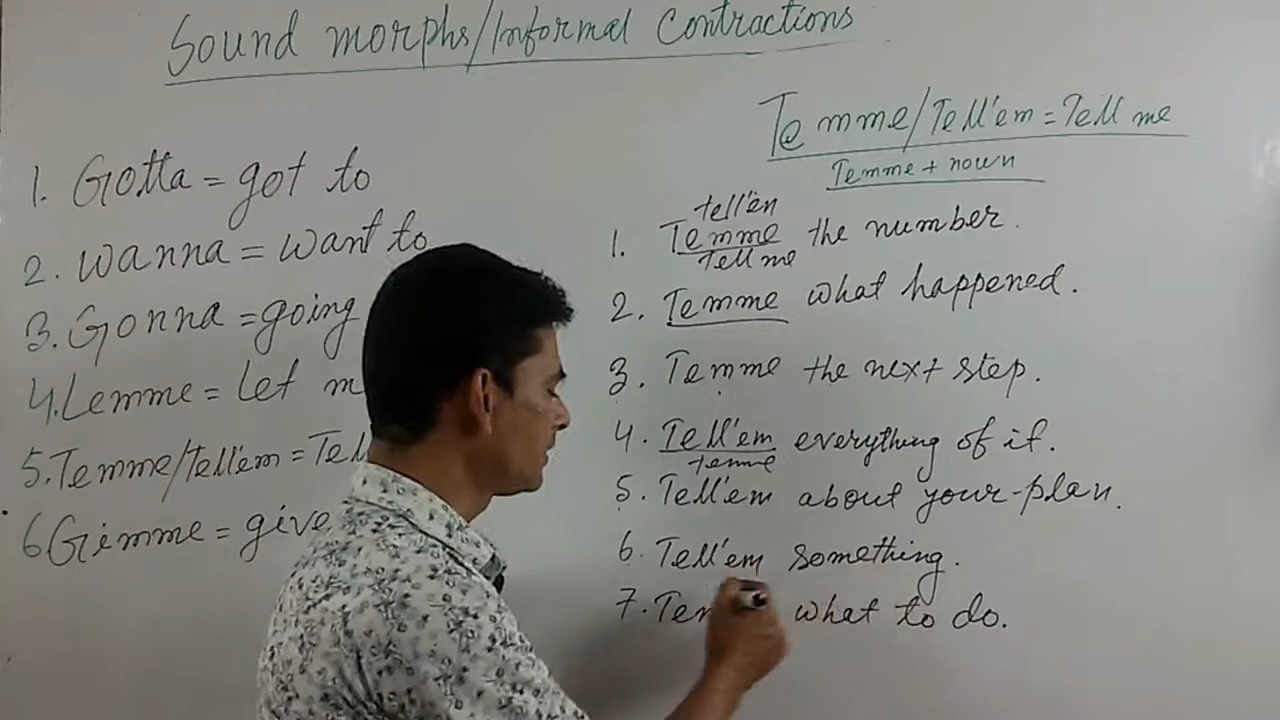 Sound morphs/Informal Contractions
1. Gotta = got to
2. Wanna = Want to
3. Gonna = going
4. Lemme = Let m
5. Temme/tell'em = Tel
6 Gimme = give
Temme/Tell'em = Tell me
Temme + noun
tell'en
1. Temme the number.
Tell me
2. Temme what happened.
3. Temme the next step.
4. Tell'em everything of it.
temme
5. Tell'em about your plan.
6. Tell'em something.
7. Tem what to do.